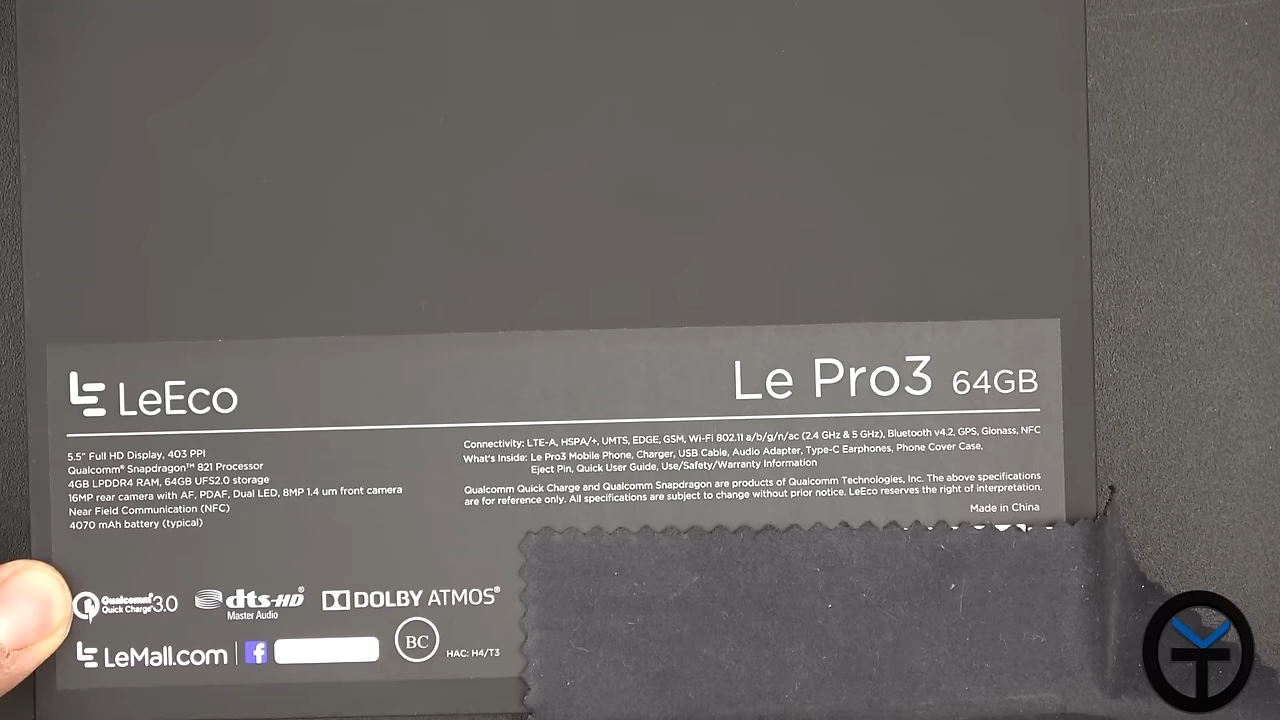 LeEco
Le Pro3 64GB
5.5" Full HD Display, 403 PPI
Qualcomm® Snapdragon™ 821 Processor
4GB LPDDR4 RAM, 64GB UFS2.0 storage
16MP rear camera with AF, PDAF, Dual LED, 8MP 1.4 um front camera
Near Field Communication (NFC)
4070 mAh battery (typical)
Connectivity: LTE-A, HSPA/+, UMTS, EDGE, GSM, Wi-Fi 802.11 a/b/g/n/ac (2.4 GHz & 5 GHz), Bluetooth v4.2, GPS, Glonass, NFC
What's Inside: Le Pro3 Mobile Phone, Charger, USB Cable, Audio Adapter, Type-C Earphones, Phone Cover Case,
Eject Pin, Quick User Guide, Use/Safety/Warranty Information
Qualcomm Quick Charge and Qualcomm Snapdragon are products of Qualcomm Technologies, Inc. The above specifications
are for reference only. All specifications are subject to change without prior notice. LeEco reserves the right of interpretation.
Made in China
Qualcomm®
Quick Charge™ 3.0
dts-HD®
Master Audio
DOLBY ATMOS®
LeMall.com
f
BC
HAC: H4/T3